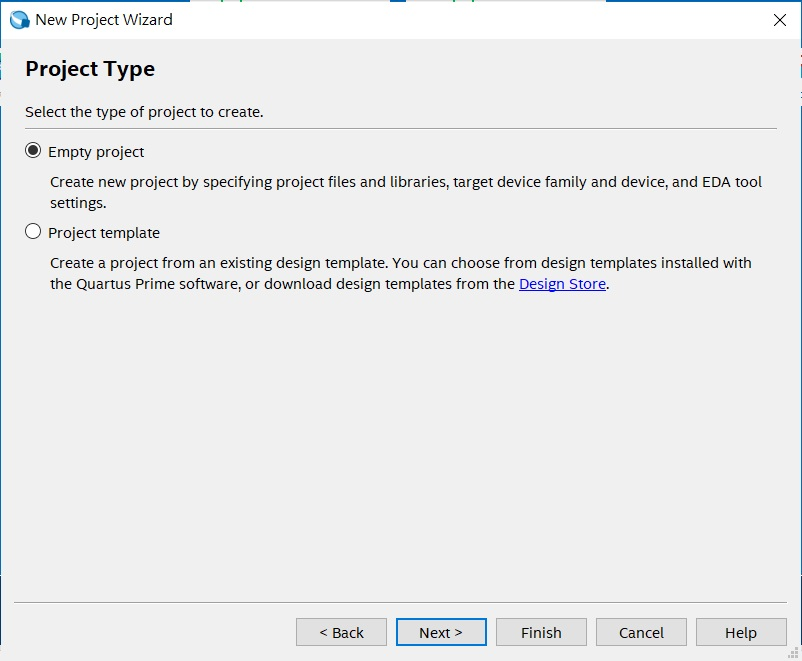 New Project Wizard
Project Type
Select the type of project to create.
Empty project
Create new project by specifying project files and libraries, target device family and device, and EDA tool
settings.
Project template
Create a project from an existing design template. You can choose from design templates installed with
the Quartus Prime software, or download design templates from the Design Store.
< Back
Next >
Finish
Cancel
Help